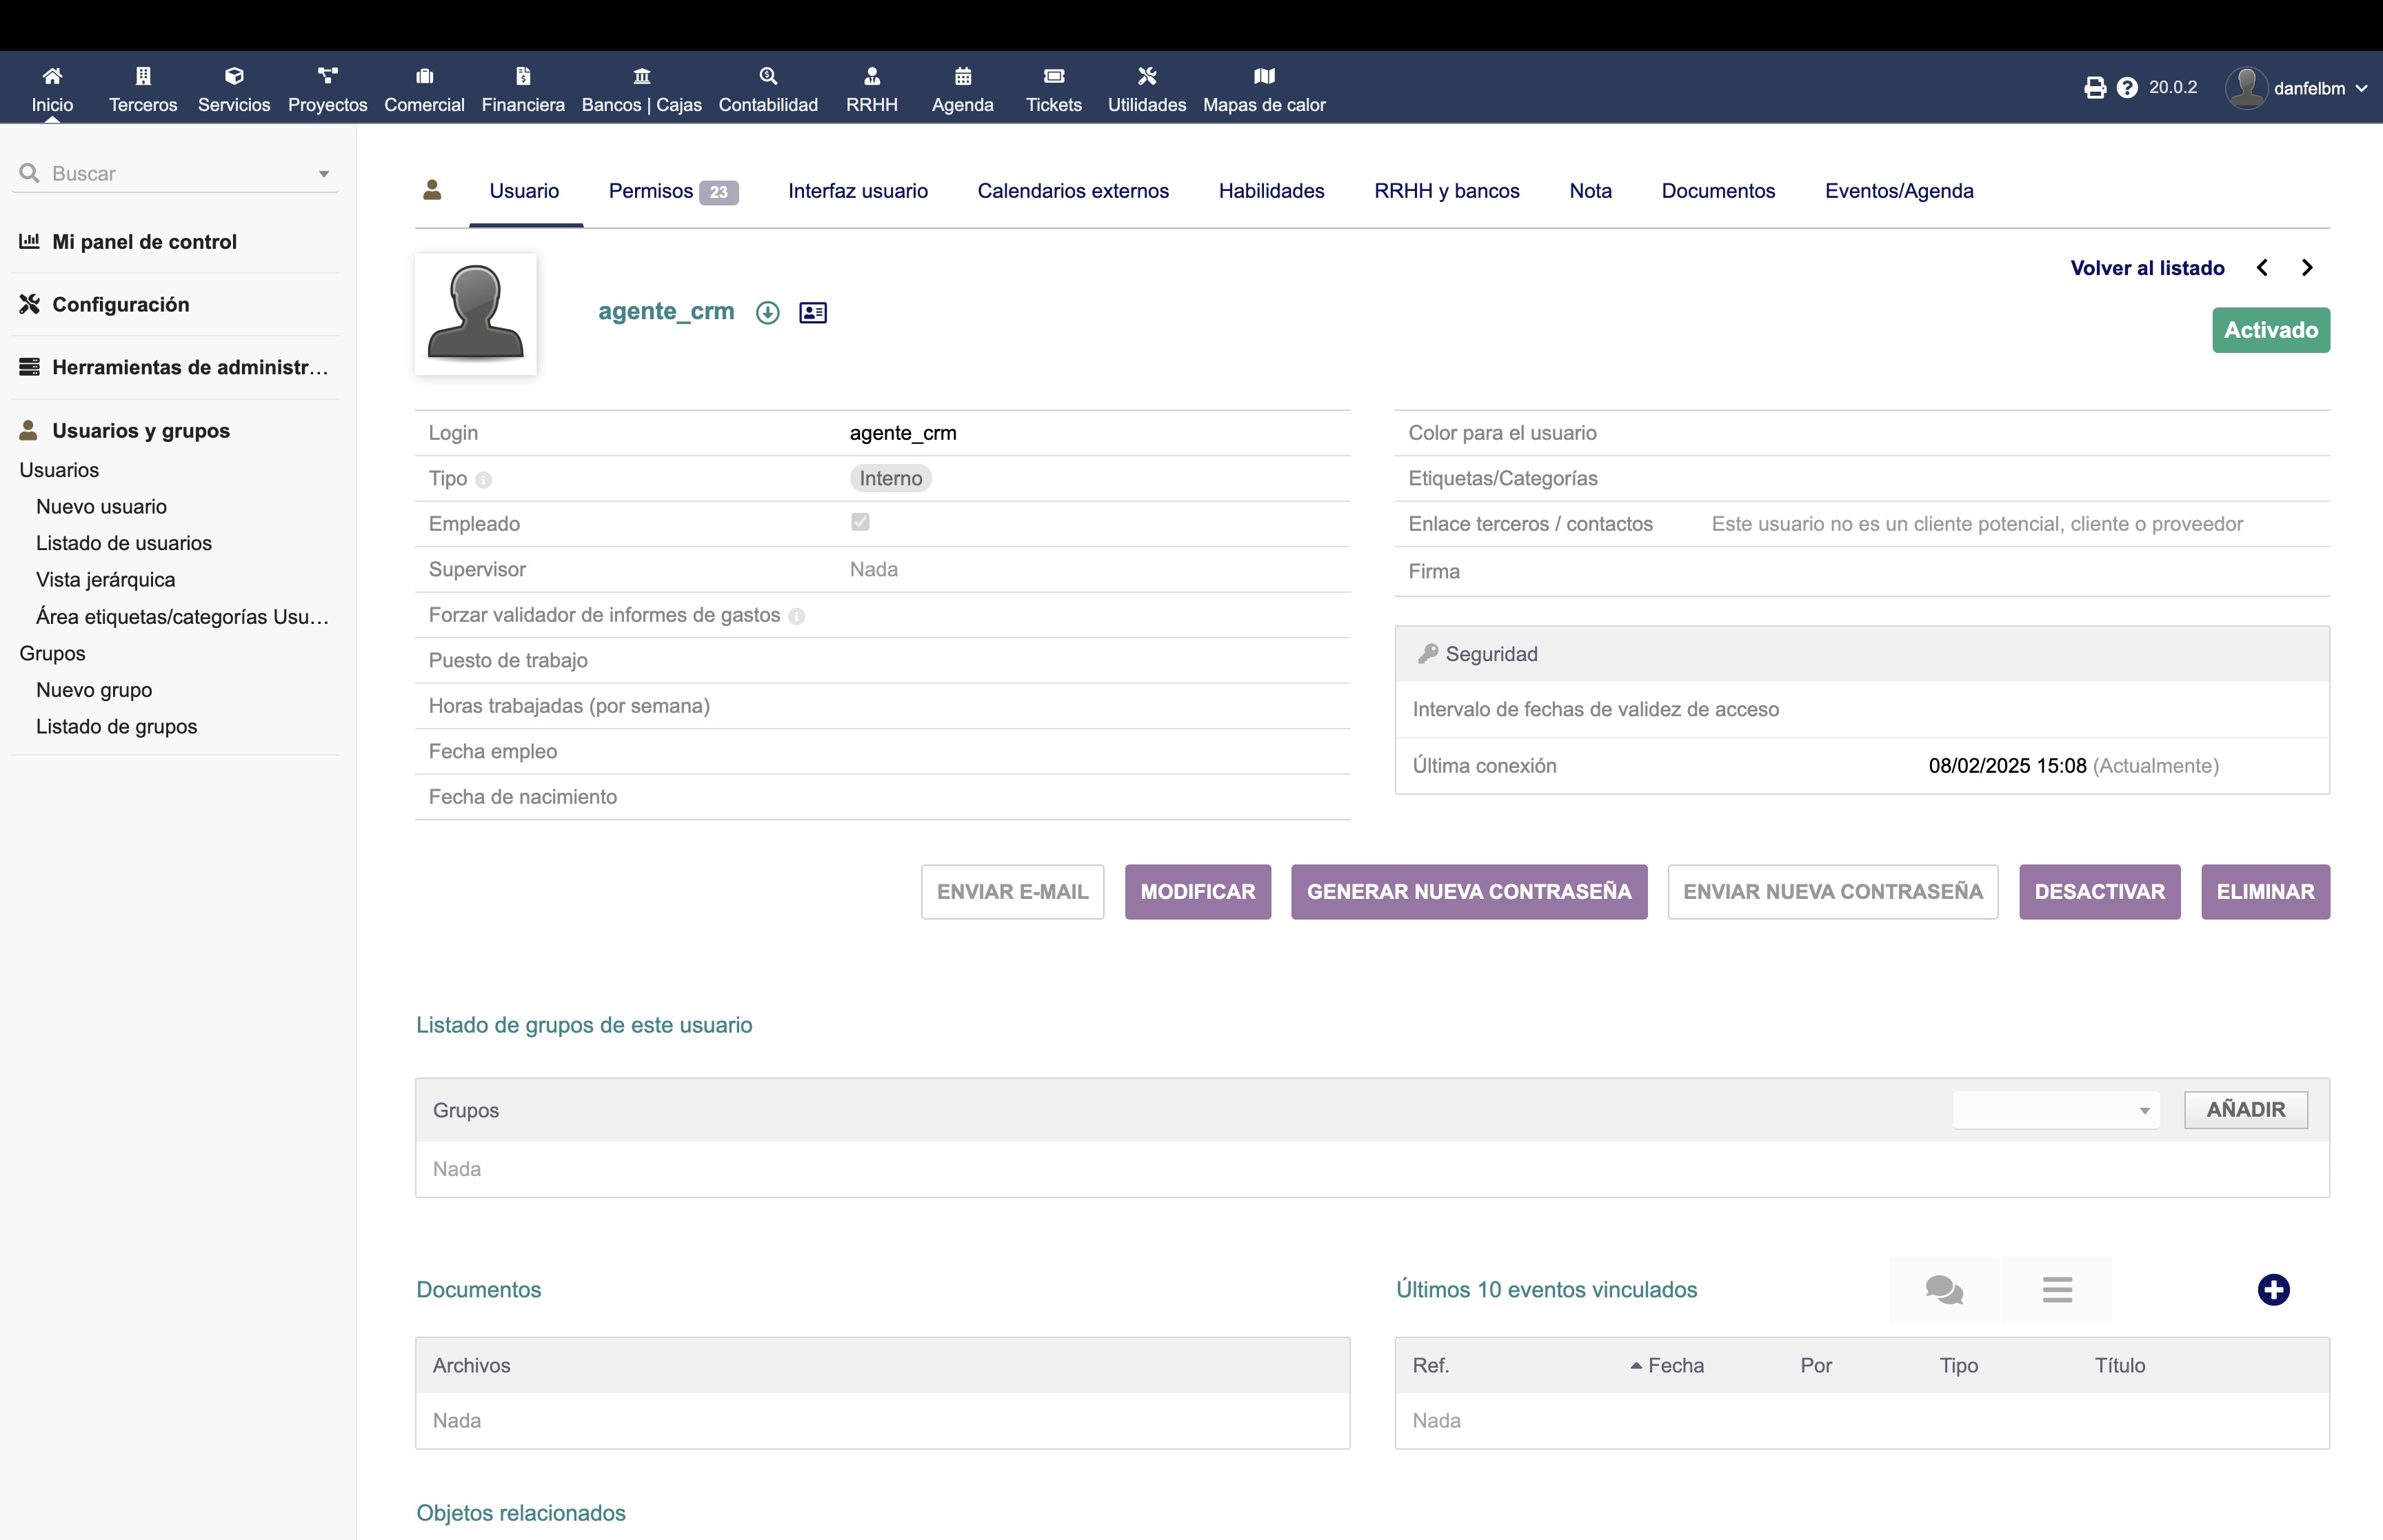 Inicio Terceros Servicios Proyectos Comercial Financiera Bancos | Cajas Contabilidad RRHH Agenda Tickets Utilidades Mapas de calor 20.0.2 danfelbm
Buscar
Mi panel de control
Configuración
Herramientas de administr...
Usuarios y grupos
Usuarios
Nuevo usuario
Listado de usuarios
Vista jerárquica
Área etiquetas/categorías Usu...
Grupos
Nuevo grupo
Listado de grupos
Usuario Permisos 23 Interfaz usuario Calendarios externos Habilidades RRHH y bancos Nota Documentos Eventos/Agenda
Volver al listado
agente_crm
Activado
Login agente_crm
Tipo Interno
Empleado
Supervisor Nada
Forzar validador de informes de gastos
Puesto de trabajo
Horas trabajadas (por semana)
Fecha empleo
Fecha de nacimiento
Color para el usuario
Etiquetas/Categorías
Enlace terceros / contactos Este usuario no es un cliente potencial, cliente o proveedor
Firma
Seguridad
Intervalo de fechas de validez de acceso
Última conexión 08/02/2025 15:08 (Actualmente)
ENVIAR E-MAIL MODIFICAR GENERAR NUEVA CONTRASEÑA ENVIAR NUEVA CONTRASEÑA DESACTIVAR ELIMINAR
Listado de grupos de este usuario
Grupos AÑADIR
Nada
Documentos
Archivos
Nada
Últimos 10 eventos vinculados
Ref. Fecha Por Tipo Título
Nada
Objetos relacionados